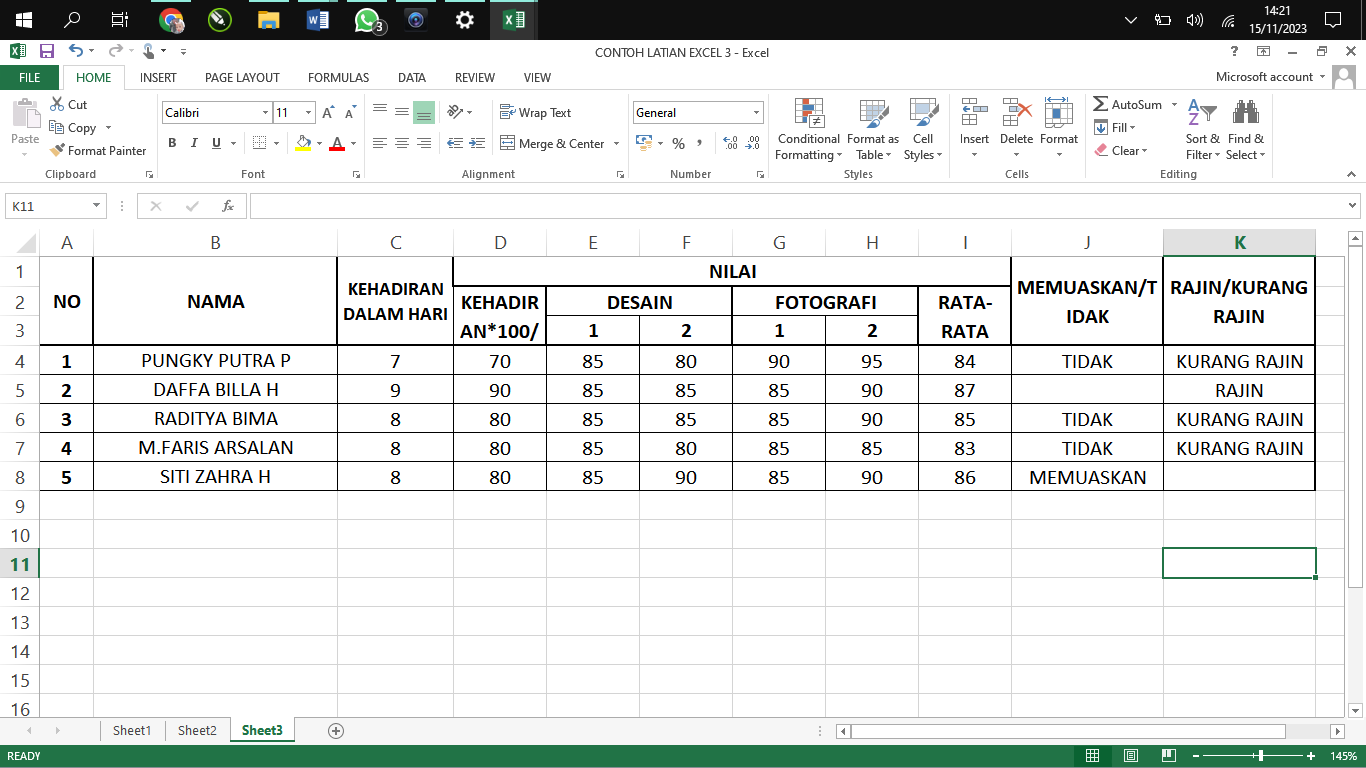 3
14:21
15/11/2023
CONTOH LATIAN EXCEL 3 - Excel
?
FILE HOME INSERT PAGE LAYOUT FORMULAS DATA REVIEW VIEW Microsoft account
Paste
Cut
Copy
Format Painter
Calibri 11
B I U
Wrap Text
Merge & Center
General
%
Conditional Formatting
Format as Table
Cell Styles
Insert Delete Format
AutoSum
Fill
Clear
Sort & Filter
Find & Select
Clipboard Font Alignment Number Styles Cells Editing
K11 fx
A B C D E F G H I J K
1 2 3
NO NAMA KEHADIRAN DALAM HARI NILAI MEMUASKAN/TIDAK RAJIN/KURANG RAJIN
KEHADIRAN*100/ DESAIN FOTOGRAFI RATA-RATA
1 2 1 2
4 1 PUNGKY PUTRA P 7 70 85 80 90 95 84 TIDAK KURANG RAJIN
5 2 DAFFA BILLA H 9 90 85 85 85 90 87 RAJIN
6 3 RADITYA BIMA 8 80 85 85 85 90 85 TIDAK KURANG RAJIN
7 4 M.FARIS ARSALAN 8 80 85 80 85 85 83 TIDAK KURANG RAJIN
8 5 SITI ZAHRA H 8 80 85 90 85 90 86 MEMUASKAN
9
10
11
12
13
14
15
16
Sheet1 Sheet2 Sheet3
READY 145%